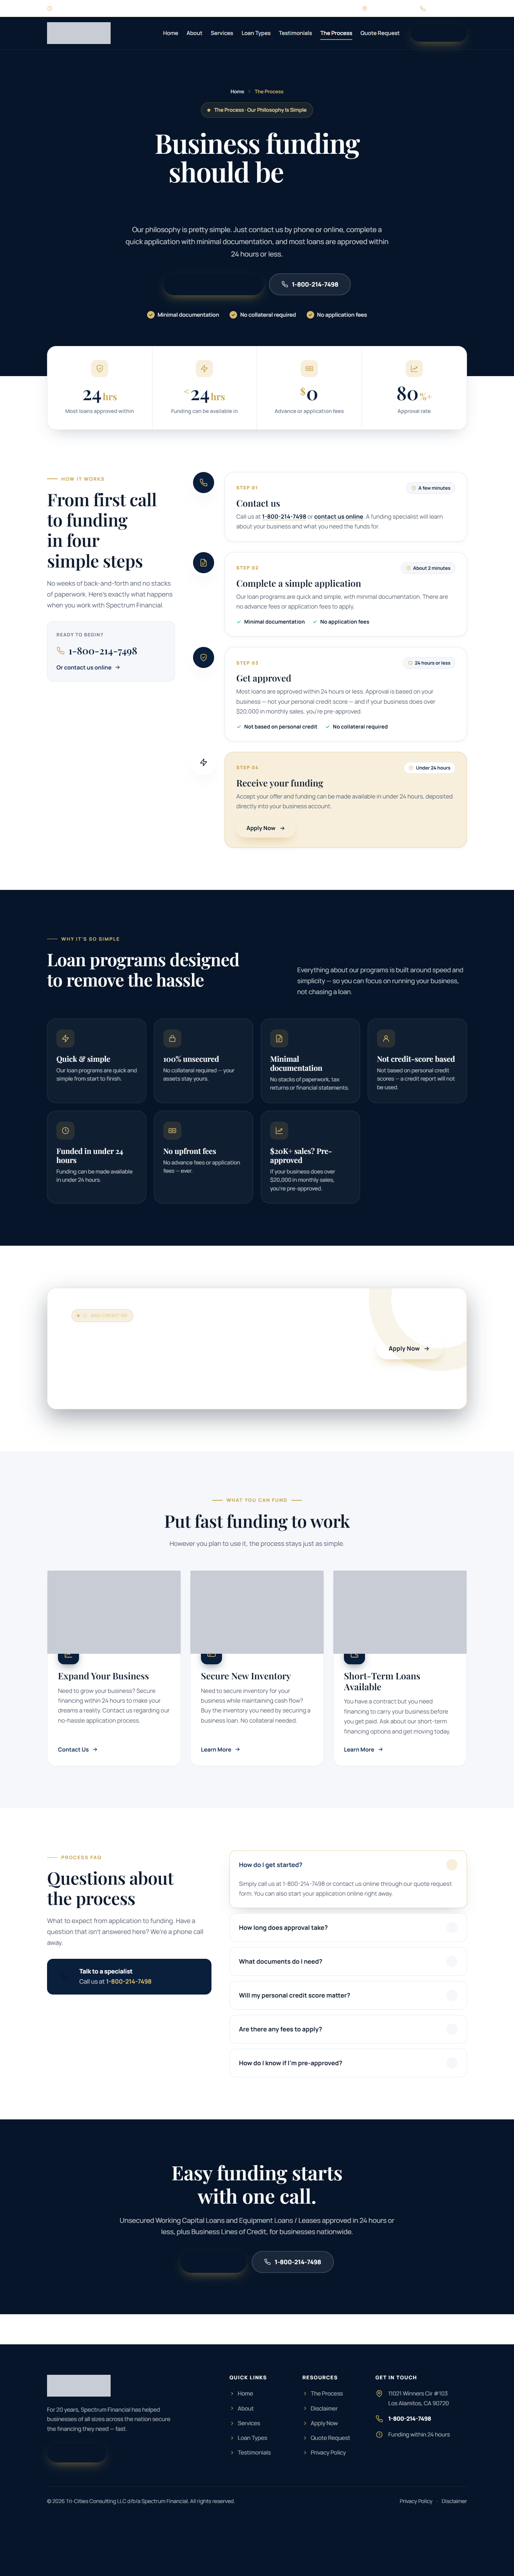 Home About Services Loan Types Testimonials The Process Quote Request
Home The Process
The Process · Our Philosophy Is Simple
Business funding
should be
Our philosophy is pretty simple. Just contact us by phone or online, complete a
quick application with minimal documentation, and most loans are approved within
24 hours or less.
1-800-214-7498
Minimal documentation No collateral required No application fees
24hrs
Most loans approved within
<24hrs
Funding can be available in
$0
Advance or application fees
80%+
Approval rate
HOW IT WORKS
From first call
to funding
in four
simple steps
No weeks of back-and-forth and no stacks
of paperwork. Here's exactly what happens
when you work with Spectrum Financial.
READY TO BEGIN?
1-800-214-7498
Or contact us online
STEP 01
A few minutes
Contact us
Call us at 1-800-214-7498 or contact us online. A funding specialist will learn
about your business and what you need the funds for.
STEP 02
About 2 minutes
Complete a simple application
Our loan programs are quick and simple, with minimal documentation. There are
no advance fees or application fees to apply.
Minimal documentation No application fees
STEP 03
24 hours or less
Get approved
Most loans are approved within 24 hours or less. Approval is based on your
business — not your personal credit score — and if your business does over
$20,000 in monthly sales, you're pre-approved.
Not based on personal credit No collateral required
STEP 04
Under 24 hours
Receive your funding
Accept your offer and funding can be made available in under 24 hours, deposited
directly into your business account.
Apply Now
WHY IT'S SO SIMPLE
Loan programs designed
to remove the hassle
Everything about our programs is built around speed and
simplicity — so you can focus on running your business,
not chasing a loan.
Quick & simple
Our loan programs are quick and
simple from start to finish.
100% unsecured
No collateral required — your
assets stay yours.
Minimal
documentation
No stacks of paperwork, tax
returns or financial statements.
Not credit-score based
Not based on personal credit
scores — a credit report will not
be used.
Funded in under 24
hours
Funding can be made available
in under 24 hours.
No upfront fees
No advance fees or application
fees — ever.
$20K+ sales? Pre-
approved
If your business does over
$20,000 in monthly sales,
you're pre-approved.
Apply Now
WHAT YOU CAN FUND
Put fast funding to work
However you plan to use it, the process stays just as simple.
Expand Your Business
Need to grow your business? Secure
financing within 24 hours to make your
dreams a reality. Contact us regarding our
no-hassle application process.
Contact Us
Secure New Inventory
Need to secure inventory for your
business while maintaining cash flow?
Buy the inventory you need by securing a
business loan. No collateral needed.
Learn More
Short-Term Loans
Available
You have a contract but you need
financing to carry your business before
you get paid. Ask about our short-term
financing options and get moving today.
Learn More
PROCESS FAQ
Questions about
the process
What to expect from application to funding. Have a
question that isn't answered here? We're a phone call
away.
Talk to a specialist
Call us at 1-800-214-7498
How do I get started?
Simply call us at 1-800-214-7498 or contact us online through our quote request
form. You can also start your application online right away.
How long does approval take?
What documents do I need?
Will my personal credit score matter?
Are there any fees to apply?
How do I know if I'm pre-approved?
Easy funding starts
with one call.
Unsecured Working Capital Loans and Equipment Loans / Leases approved in 24 hours or
less, plus Business Lines of Credit, for businesses nationwide.
1-800-214-7498
For 20 years, Spectrum Financial has helped
businesses of all sizes across the nation secure
the financing they need — fast.
QUICK LINKS
Home
About
Services
Loan Types
Testimonials
RESOURCES
The Process
Disclaimer
Apply Now
Quote Request
Privacy Policy
GET IN TOUCH
11021 Winners Cir #103
Los Alamitos, CA 90720
1-800-214-7498
Funding within 24 hours
© 2026 Tri-Cities Consulting LLC d/b/a Spectrum Financial. All rights reserved.
Privacy Policy · Disclaimer